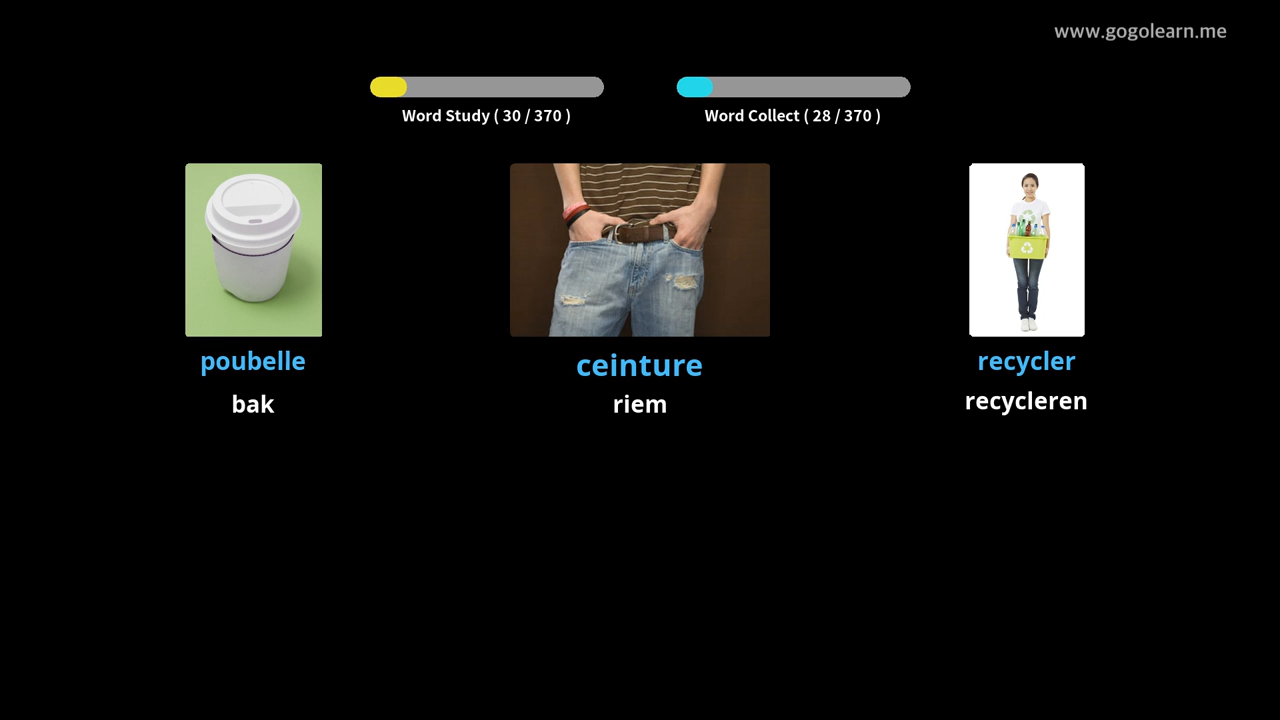 www.gogolearn.me
Word Study ( 30 / 370 )
Word Collect ( 28 / 370 )
poubelle
ceinture
recycler
bak
riem
recycleren